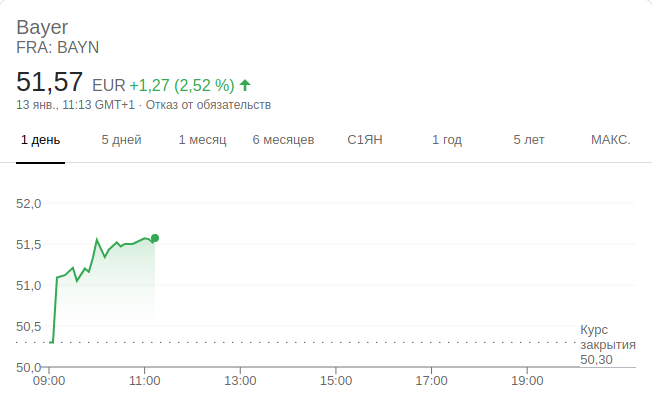 Bayer
FRA: BAYN
51,57 EUR +1,27 (2,52 %)
13 янв., 11:13 GMT+1 · Отказ от обязательств
1 день 5 дней 1 месяц 6 месяцев С1ЯН 1 год 5 лет МАКС.
52,0
51,5
51,0
50,5
50,0
Курс
закрытия
50,30
09:00 11:00 13:00 15:00 17:00 19:00